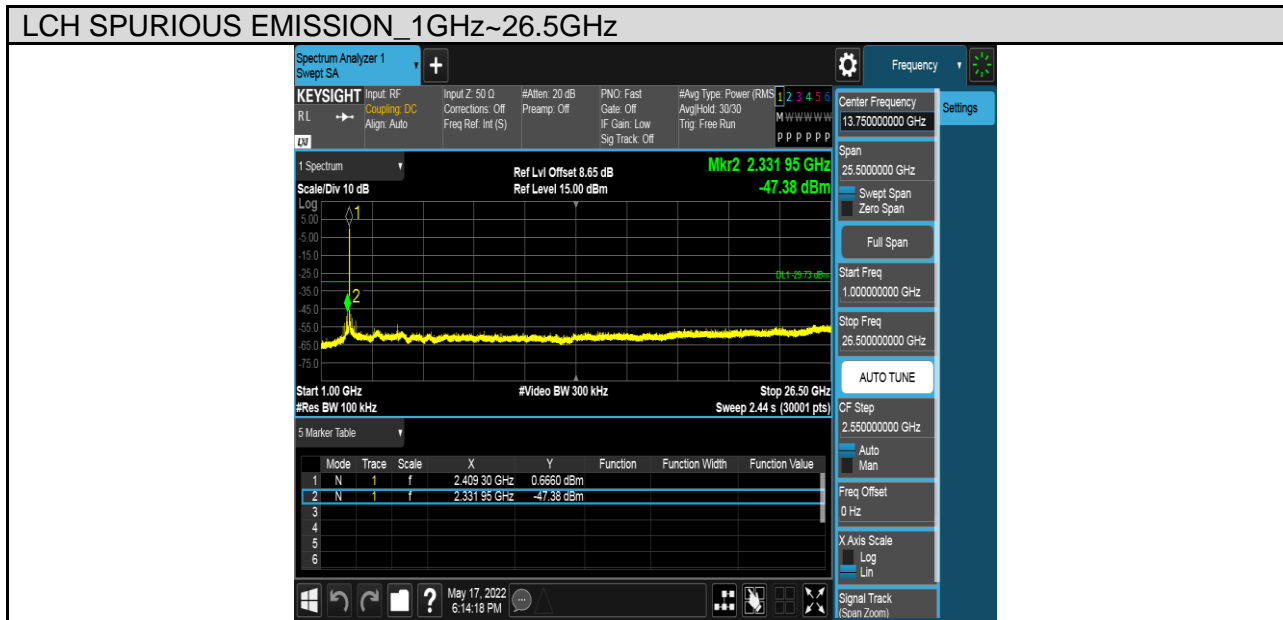 LCH SPURIOUS EMISSION_1GHz~26.5GHz
Spectrum Analyzer 1
Swept SA
+
Frequency
KEYSIGHT
RL
LXI
Input: RF
Coupling: DC
Align: Auto
Input Z: 50 Ω
Corrections: Off
Freq Ref: Int (S)
#Atten: 20 dB
Preamp: Off
PNO: Fast
Gate: Off
IF Gain: Low
Sig Track: Off
#Avg Type: Power (RMS
Avg|Hold: 30/30
Trig: Free Run
1 2 3 4 5 6
M W W W W W
P P P P P P
Center Frequency
13.750000000 GHz
Settings
Span
25.5000000 GHz
Swept Span
Zero Span
Full Span
Start Freq
1.000000000 GHz
Stop Freq
26.500000000 GHz
AUTO TUNE
CF Step
2.550000000 GHz
Auto
Man
Freq Offset
0 Hz
X Axis Scale
Log
Lin
Signal Track
(Span Zoom)
1 Spectrum
Scale/Div 10 dB
Ref Lvl Offset 8.65 dB
Ref Level 15.00 dBm
Mkr2 2.331 95 GHz
-47.38 dBm
Log
5.00
-5.00
-15.0
-25.0
-35.0
-45.0
-55.0
-65.0
-75.0
1
2
DL1 -29.73 dBm
Start 1.00 GHz
#Res BW 100 kHz
#Video BW 300 kHz
Stop 26.50 GHz
Sweep 2.44 s (30001 pts)
5 Marker Table
Mode Trace Scale X Y Function Function Width Function Value
1 N 1 f 2.409 30 GHz 0.6660 dBm
2 N 1 f 2.331 95 GHz -47.38 dBm
3
4
5
6
?
May 17, 2022
6:14:18 PM